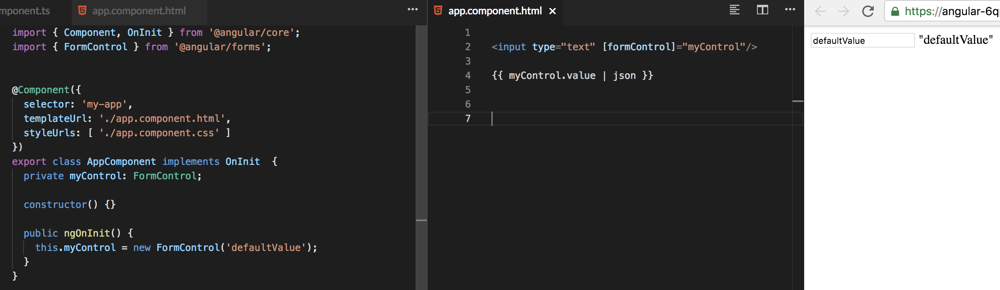 mponent.ts
app.component.html
import { Component, OnInit } from '@angular/core';
import { FormControl } from '@angular/forms';
@Component({
selector: 'my-app',
templateUrl: './app.component.html',
styleUrls: [ './app.component.css' ]
})
export class AppComponent implements OnInit  {
private myControl: FormControl;
constructor() {}
public ngOnInit() {
this.myControl = new FormControl('defaultValue');
}
}
app.component.html
1
2 <input type="text" [formControl]="myControl"/>
3
4 {{ myControl.value | json }}
5
6
7
https://angular-6qp
defaultValue "defaultValue"